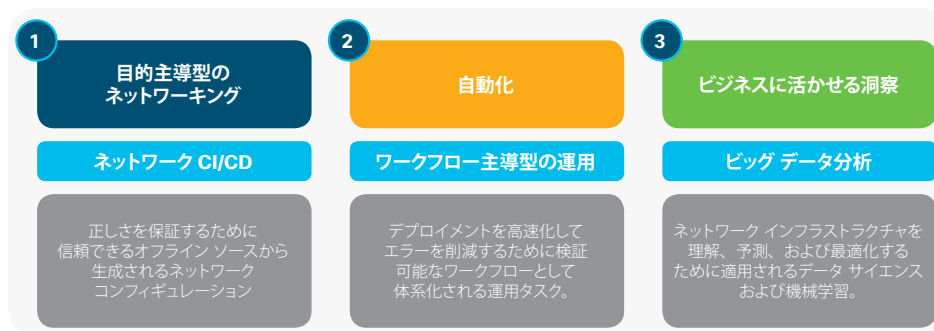 1
目的主導型の
ネットワーキング
ネットワーク CI/CD
正しさを保証するために
信頼できるオフライン ソースから
生成されるネットワーク
コンフィギュレーション
2
自動化
ワークフロー主導型の運用
デプロイメントを高速化して
エラーを削減するために検証
可能なワークフローとして
体系化される運用タスク。
3
ビジネスに活かせる洞察
ビッグ データ分析
ネットワーク インフラストラクチャを
理解、予測、および最適化する
ために適用されるデータ サイエンス
および機械学習。